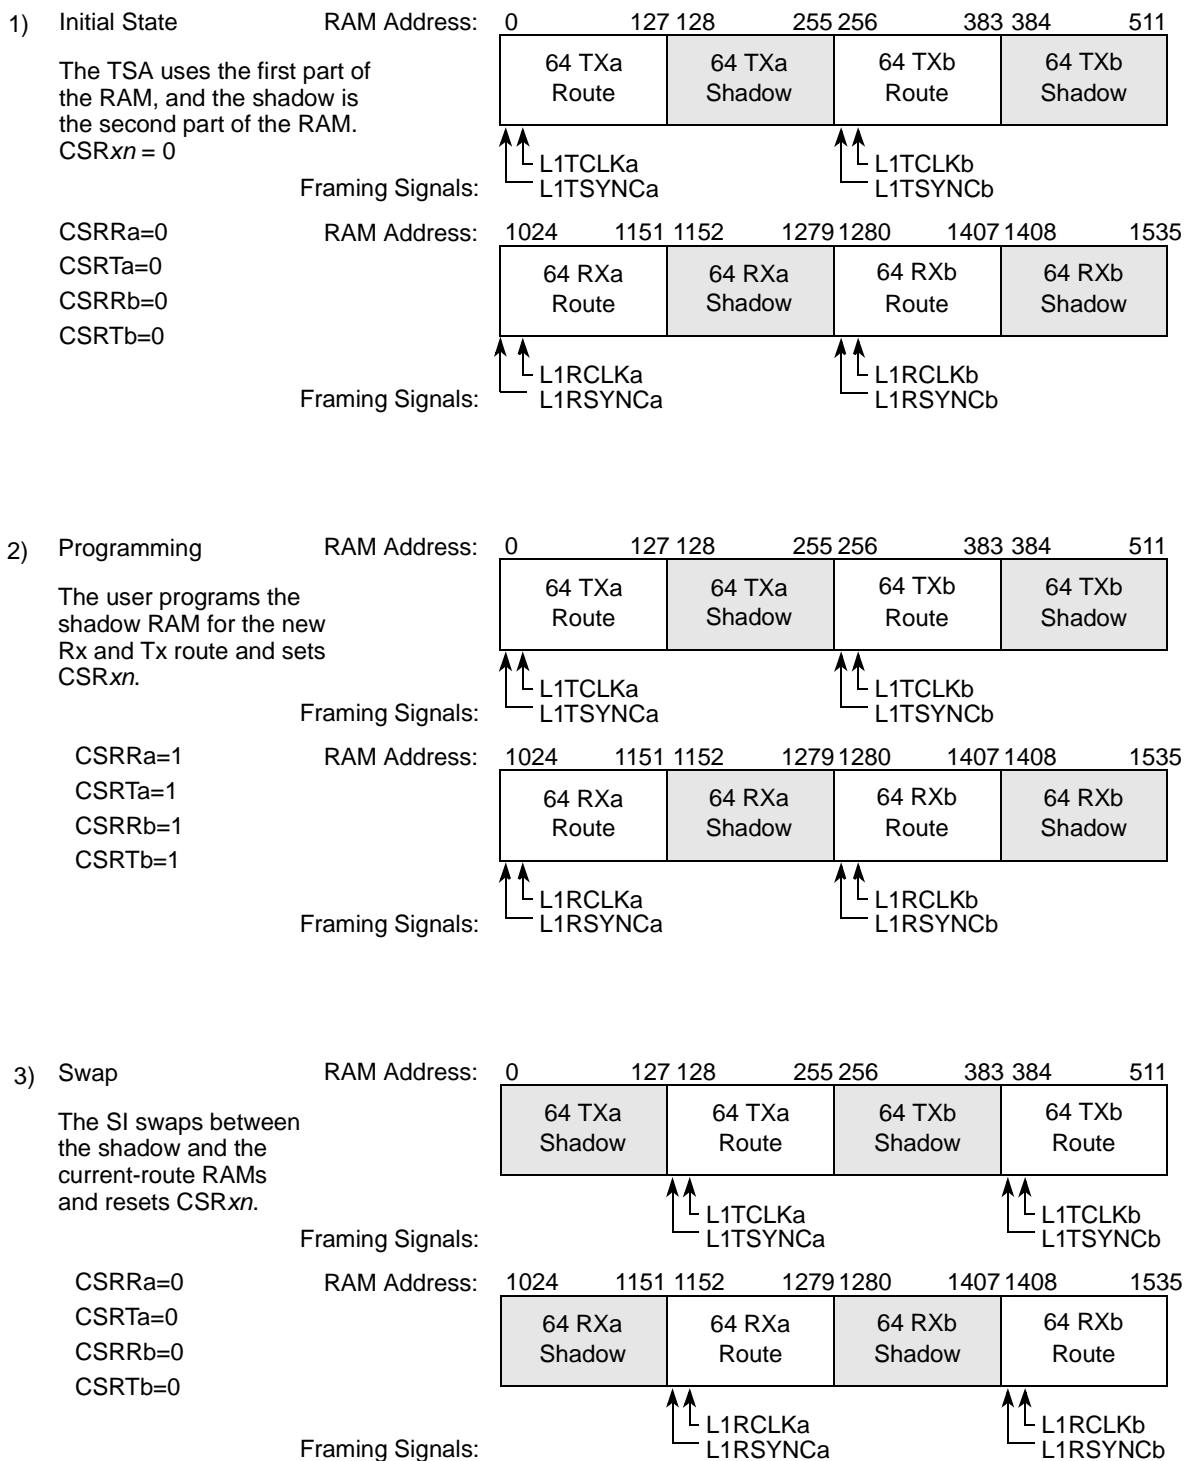 1) Initial State RAM Address: 0 127 128 255 256 383 384 511
The TSA uses the first part of
the RAM, and the shadow is
the second part of the RAM.
CSRxn = 0
64 TXa Route
64 TXa Shadow
64 TXb Route
64 TXb Shadow
Framing Signals:
L1TCLKa
L1TSYNCa
L1TCLKb
L1TSYNCb
CSRRa=0
CSRTa=0
CSRRb=0
CSRTb=0
RAM Address: 1024 1151 1152 1279 1280 1407 1408 1535
64 RXa Route
64 RXa Shadow
64 RXb Route
64 RXb Shadow
Framing Signals:
L1RCLKa
L1RSYNCa
L1RCLKb
L1RSYNCb
2) Programming RAM Address: 0 127 128 255 256 383 384 511
The user programs the
shadow RAM for the new
Rx and Tx route and sets
CSRxn.
64 TXa Route
64 TXa Shadow
64 TXb Route
64 TXb Shadow
Framing Signals:
L1TCLKa
L1TSYNCa
L1TCLKb
L1TSYNCb
CSRRa=1
CSRTa=1
CSRRb=1
CSRTb=1
RAM Address: 1024 1151 1152 1279 1280 1407 1408 1535
64 RXa Route
64 RXa Shadow
64 RXb Route
64 RXb Shadow
Framing Signals:
L1RCLKa
L1RSYNCa
L1RCLKb
L1RSYNCb
3) Swap RAM Address: 0 127 128 255 256 383 384 511
The SI swaps between
the shadow and the
current-route RAMs
and resets CSRxn.
64 TXa Shadow
64 TXa Route
64 TXb Shadow
64 TXb Route
Framing Signals:
L1TCLKa
L1TSYNCa
L1TCLKb
L1TSYNCb
CSRRa=0
CSRTa=0
CSRRb=0
CSRTb=0
RAM Address: 1024 1151 1152 1279 1280 1407 1408 1535
64 RXa Shadow
64 RXa Route
64 RXb Shadow
64 RXb Route
Framing Signals:
L1RCLKa
L1RSYNCa
L1RCLKb
L1RSYNCb